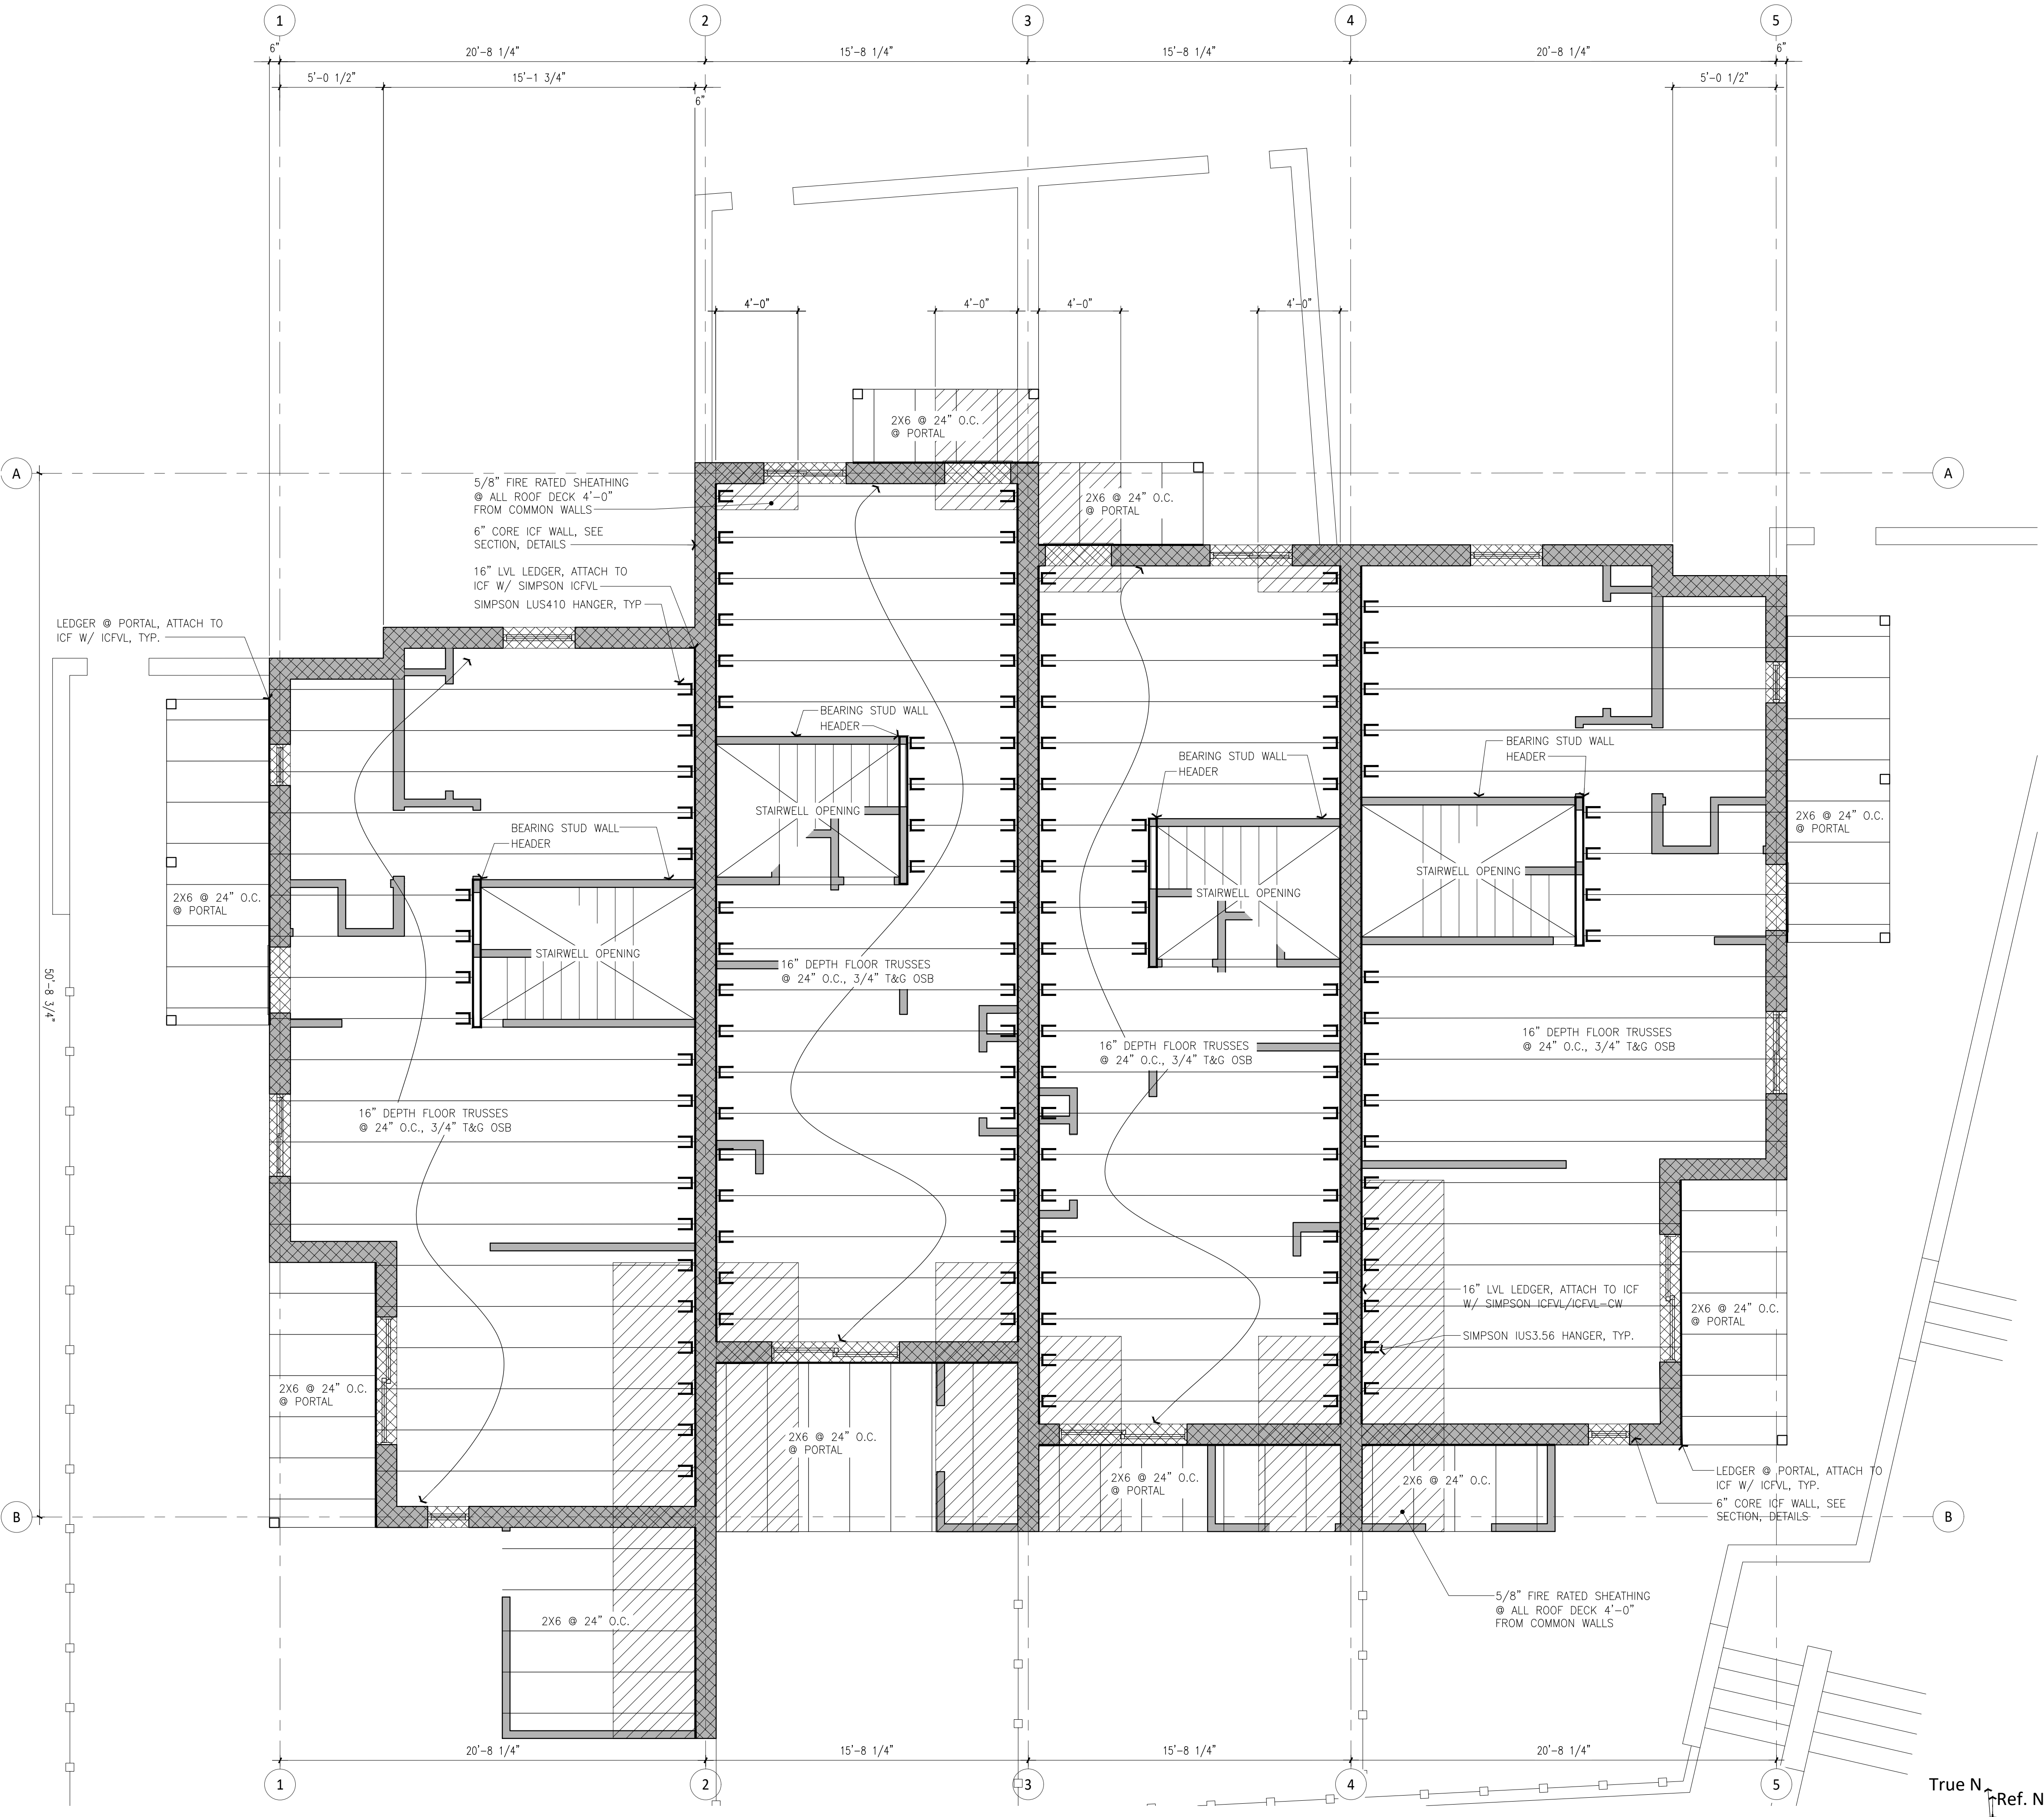 1
2
3
4
5
6"
20'-8 1/4"
15'-8 1/4"
15'-8 1/4"
20'-8 1/4"
6"
5'-0 1/2"
15'-1 3/4"
6"
5'-0 1/2"
4'-0"
4'-0"
4'-0"
4'-0"
2X6 @ 24" O.C.
@ PORTAL
A
A
5/8" FIRE RATED SHEATHING
@ ALL ROOF DECK 4'-0"
FROM COMMON WALLS
2X6 @ 24" O.C.
@ PORTAL
6" CORE ICF WALL, SEE
SECTION, DETAILS
16" LVL LEDGER, ATTACH TO
ICF W/ SIMPSON ICFVL
SIMPSON LUS410 HANGER, TYP
LEDGER @ PORTAL, ATTACH TO
ICF W/ ICFVL, TYP.
BEARING STUD WALL
HEADER
BEARING STUD WALL
HEADER
BEARING STUD WALL
HEADER
STAIRWELL OPENING
2X6 @ 24" O.C.
@ PORTAL
BEARING STUD WALL
HEADER
STAIRWELL OPENING
STAIRWELL OPENING
2X6 @ 24" O.C.
@ PORTAL
STAIRWELL OPENING
16" DEPTH FLOOR TRUSSES
@ 24" O.C., 3/4" T&G OSB
50'-8 3/4"
16" DEPTH FLOOR TRUSSES
@ 24" O.C., 3/4" T&G OSB
16" DEPTH FLOOR TRUSSES
@ 24" O.C., 3/4" T&G OSB
16" DEPTH FLOOR TRUSSES
@ 24" O.C., 3/4" T&G OSB
16" LVL LEDGER, ATTACH TO ICF
W/ SIMPSON ICFVL/ICFVL-CW
2X6 @ 24" O.C.
@ PORTAL
SIMPSON IUS3.56 HANGER, TYP.
2X6 @ 24" O.C.
@ PORTAL
2X6 @ 24" O.C.
@ PORTAL
2X6 @ 24" O.C.
@ PORTAL
2X6 @ 24" O.C.
LEDGER @ PORTAL, ATTACH TO
ICF W/ ICFVL, TYP.
6" CORE ICF WALL, SEE
SECTION, DETAILS
B
B
5/8" FIRE RATED SHEATHING
@ ALL ROOF DECK 4'-0"
FROM COMMON WALLS
2X6 @ 24" O.C.
20'-8 1/4"
15'-8 1/4"
15'-8 1/4"
20'-8 1/4"
1
2
3
4
5
True N
Ref. N